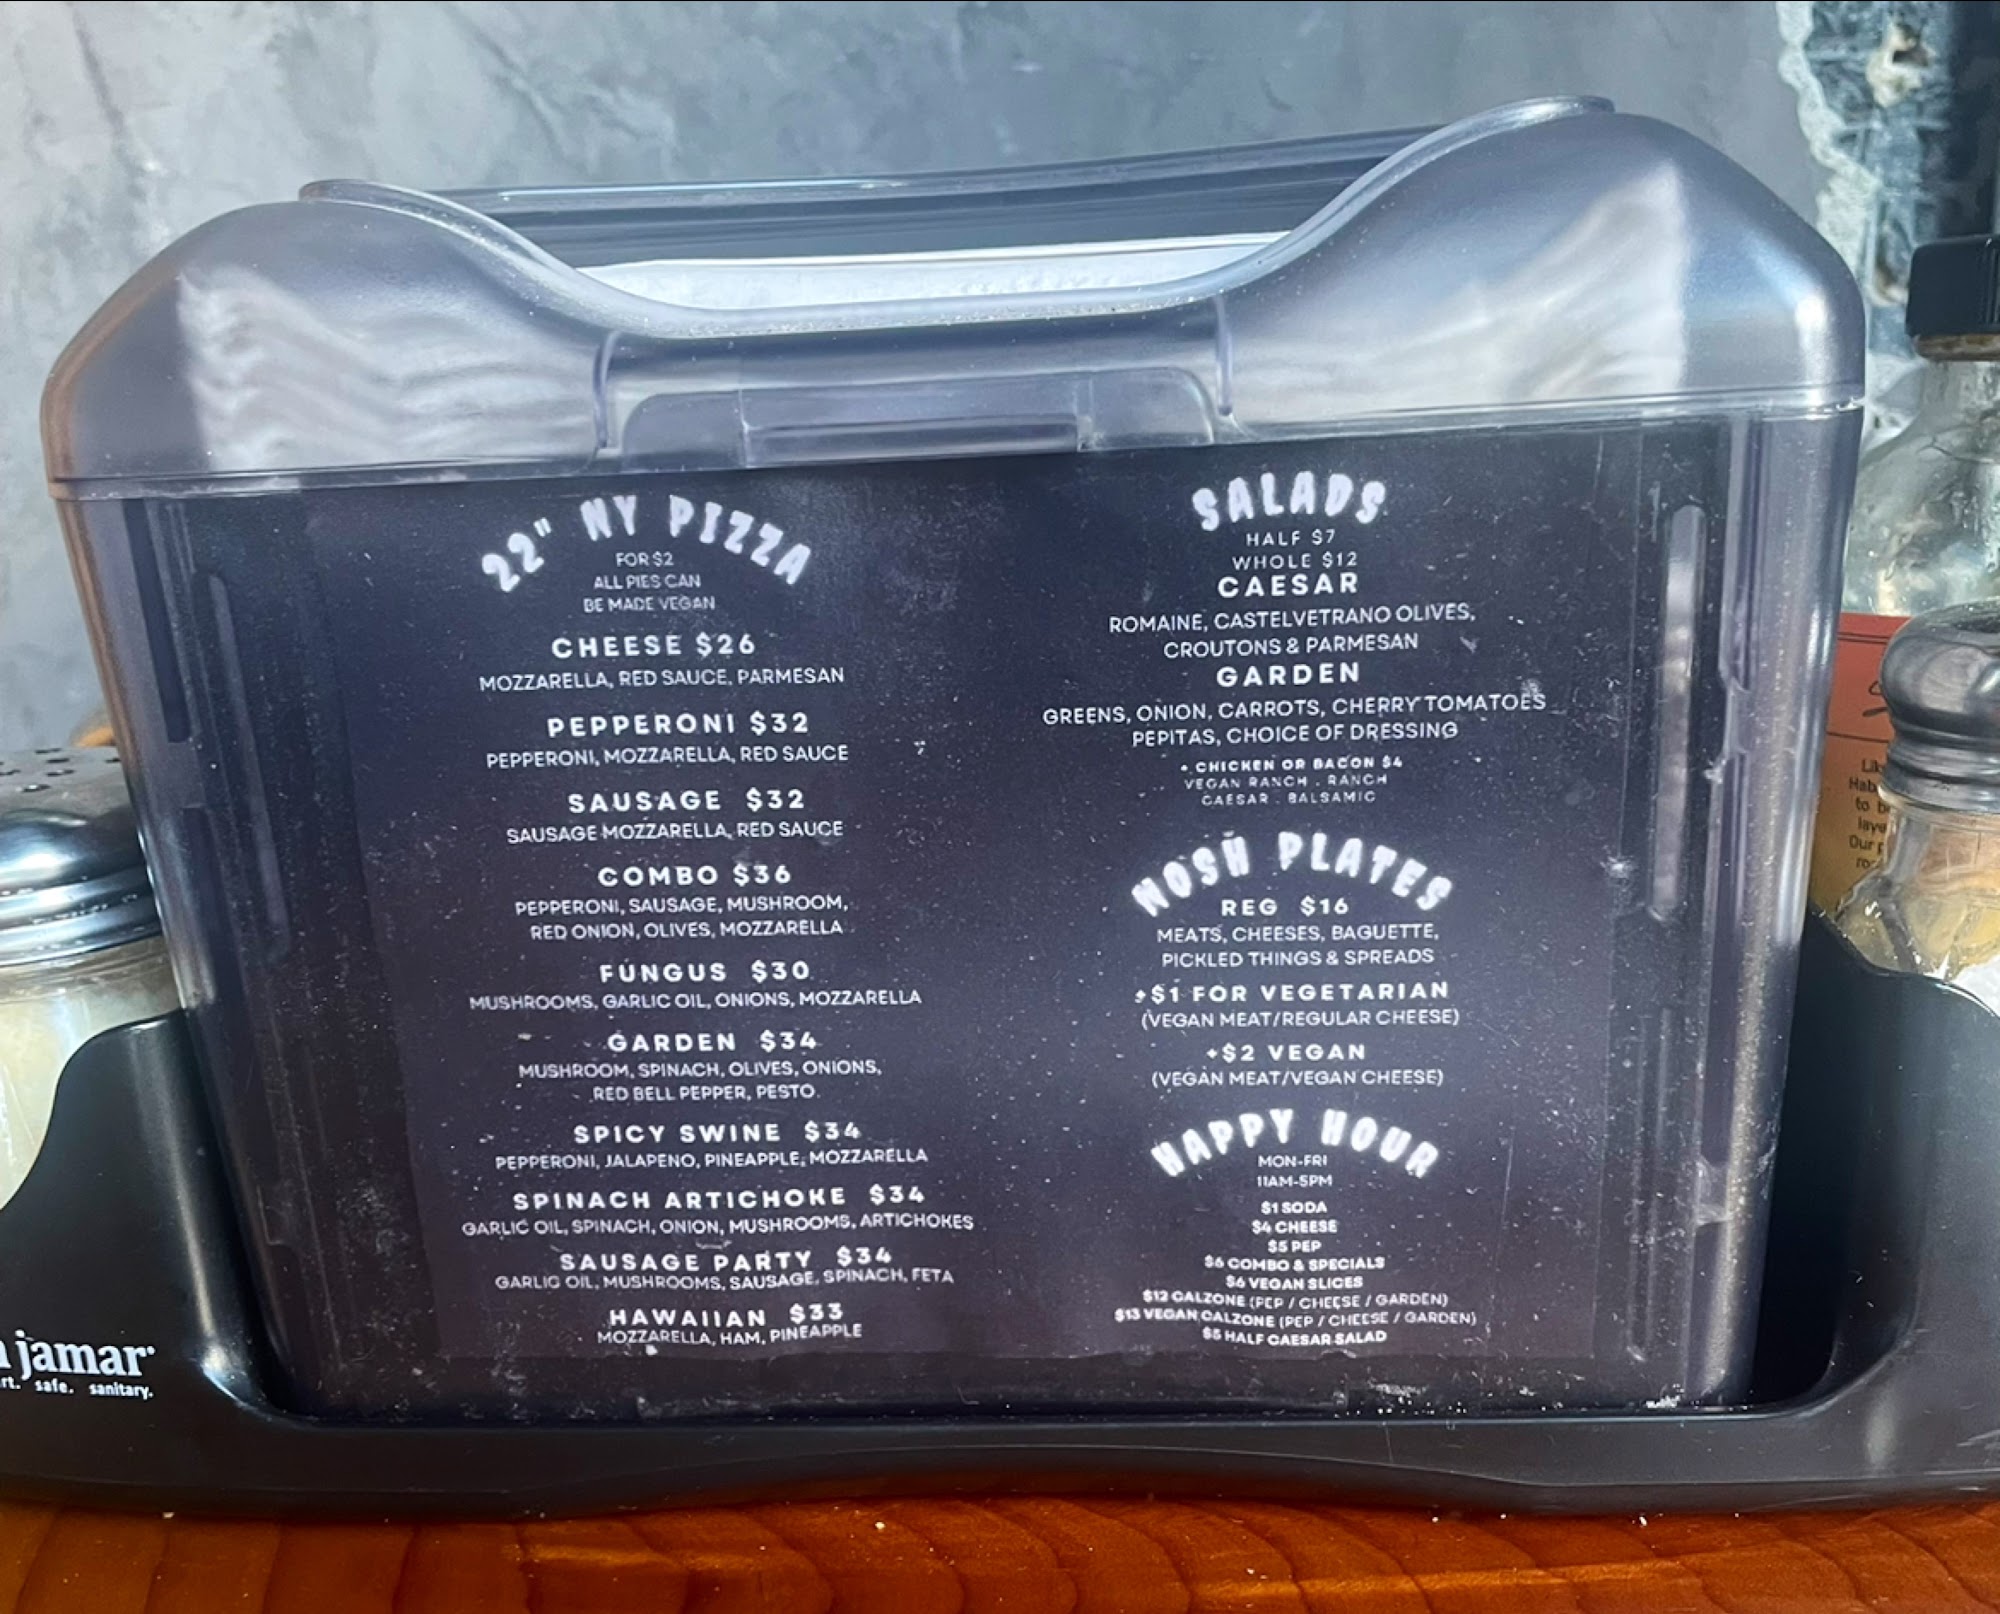 22" NY PIZZA
FOR $2
ALL PIES CAN
BE MADE VEGAN
CHEESE $26
MOZZARELLA, RED SAUCE, PARMESAN
PEPPERONI $32
PEPPERONI, MOZZARELLA, RED SAUCE
SAUSAGE $32
SAUSAGE MOZZARELLA, RED SAUCE
COMBO $36
PEPPERONI, SAUSAGE, MUSHROOM,
RED ONION, OLIVES, MOZZARELLA
FUNGUS $30
MUSHROOMS, GARLIC OIL, ONIONS, MOZZARELLA
GARDEN $34
MUSHROOM, SPINACH, OLIVES, ONIONS,
RED BELL PEPPER, PESTO
SPICY SWINE $34
PEPPERONI, JALAPENO, PINEAPPLE, MOZZARELLA
SPINACH ARTICHOKE $34
GARLIC OIL, SPINACH, ONION, MUSHROOMS, ARTICHOKES
SAUSAGE PARTY $34
GARLIC OIL, MUSHROOMS, SAUSAGE, SPINACH, FETA
HAWAIIAN $33
MOZZARELLA, HAM, PINEAPPLE
SALADS
HALF $7
WHOLE $12
CAESAR
ROMAINE, CASTELVETRANO OLIVES,
CROUTONS & PARMESAN
GARDEN
GREENS, ONION, CARROTS, CHERRY TOMATOES
PEPITAS, CHOICE OF DRESSING
+ CHICKEN OR BACON $4
VEGAN RANCH . RANCH
CAESAR . BALSAMIC
NOSH PLATES
REG $16
MEATS, CHEESES, BAGUETTE,
PICKLED THINGS & SPREADS
+$1 FOR VEGETARIAN
(VEGAN MEAT/REGULAR CHEESE)
+$2 VEGAN
(VEGAN MEAT/VEGAN CHEESE)
HAPPY HOUR
MON-FRI
11AM-5PM
$1 SODA
$4 CHEESE
$5 PEP
$6 COMBO & SPECIALS
$6 VEGAN SLICES
$12 CALZONE (PEP / CHEESE / GARDEN)
$13 VEGAN CALZONE (PEP / CHEESE / GARDEN)
$5 HALF CAESAR SALAD
jamar
safe. sanitary.
to
Our